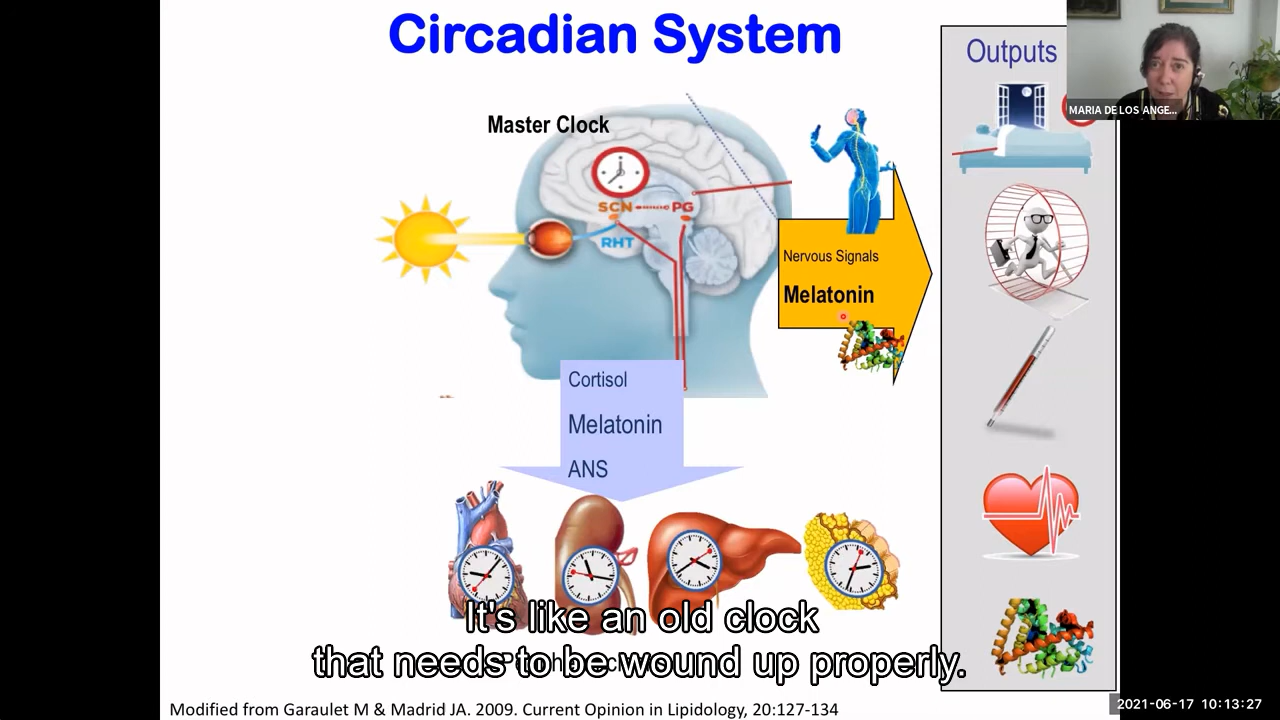 Circadian System
Outputs
MARIA DE LOS ANGE...
Master Clock
SCN
PG
RHT
Nervous Signals
Melatonin
Cortisol
Melatonin
ANS
It's like an old clock
that needs to be wound up properly.
Modified from Garaulet M & Madrid JA. 2009. Current Opinion in Lipidology, 20:127-134
2021-06-17 10:13:27